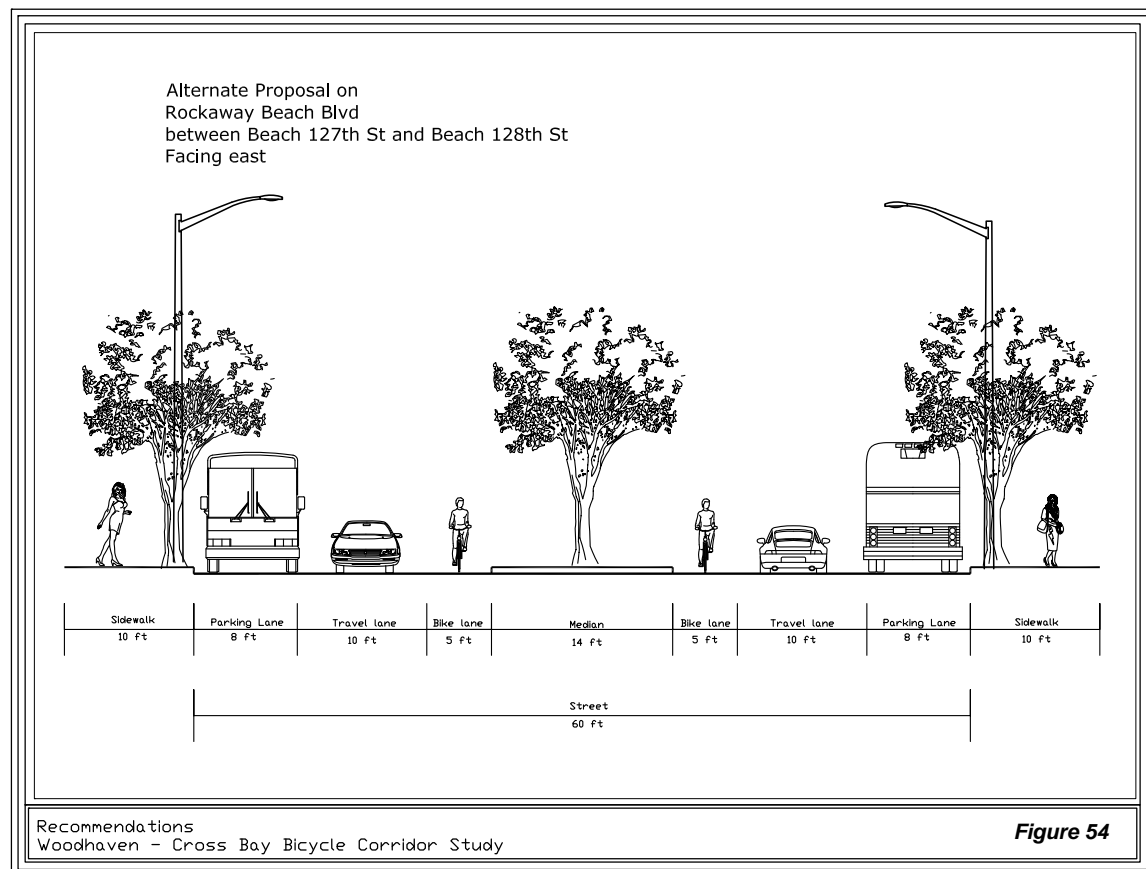 Alternate Proposal on
Rockaway Beach Blvd
between Beach 127th St and Beach 128th St
Facing east
Sidewalk Parking Lane Travel lane Bike lane Median Bike lane Travel lane Parking Lane Sidewalk
10 ft 8 ft 10 ft 5 ft 14 ft 5 ft 10 ft 8 ft 10 ft
Street
60 ft
Recommendations
Woodhaven - Cross Bay Bicycle Corridor Study
Figure 54